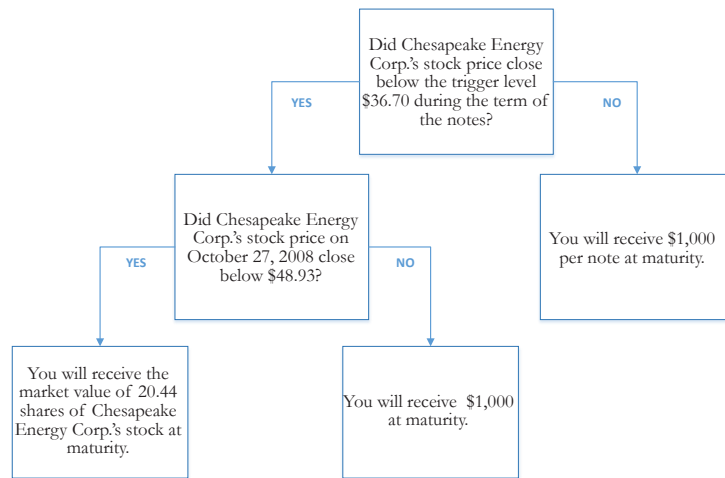 Did Chesapeake Energy
Corp.'s stock price close
below the trigger level
$36.70 during the term of
the notes?
YES
NO
Did Chesapeake Energy
Corp.'s stock price on
October 27, 2008 close
below $48.93?
You will receive $1,000
per note at maturity.
YES
NO
You will receive the
market value of 20.44
shares of Chesapeake
Energy Corp.'s stock at
maturity.
You will receive $1,000
at maturity.